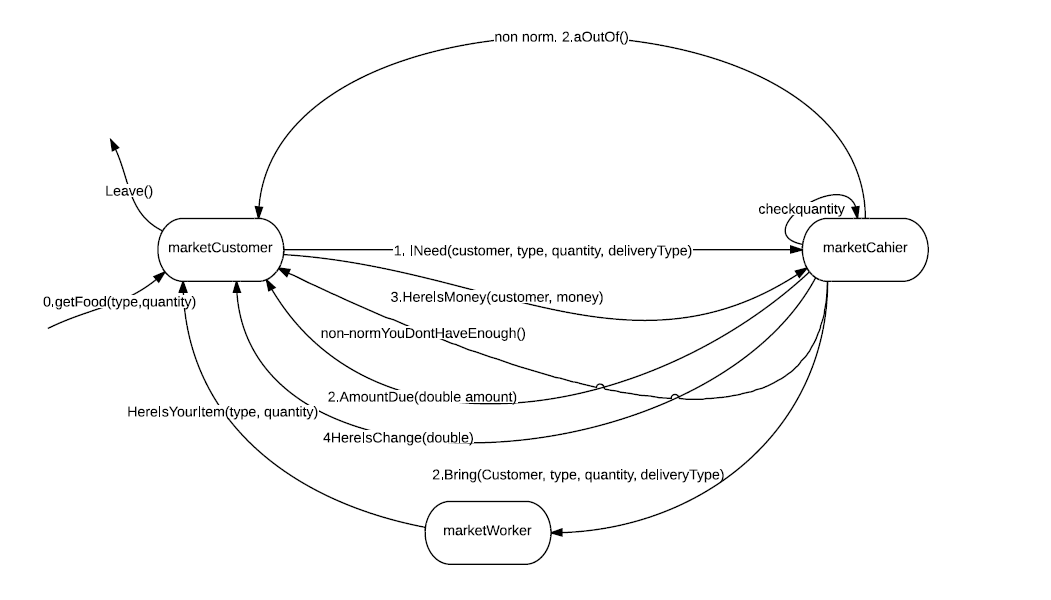 non norm. 2.aOutOf()
Leave()
checkquantity
marketCustomer
1. INeed(customer, type, quantity, deliveryType)
marketCahier
0.getFood(type,quantity)
3.HereIsMoney(customer, money)
non-normYouDontHaveEnough()
2.AmountDue(double amount)
HereIsYourItem(type, quantity)
4HereIsChange(double)
2.Bring(Customer, type, quantity, deliveryType)
marketWorker